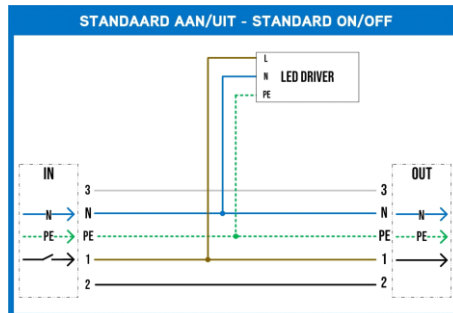 STANDAARD AAN/UIT - STANDARD ON/OFF
L
N LED DRIVER
PE
IN OUT
3 3
N N N N
PE PE PE PE
1 1
2 2